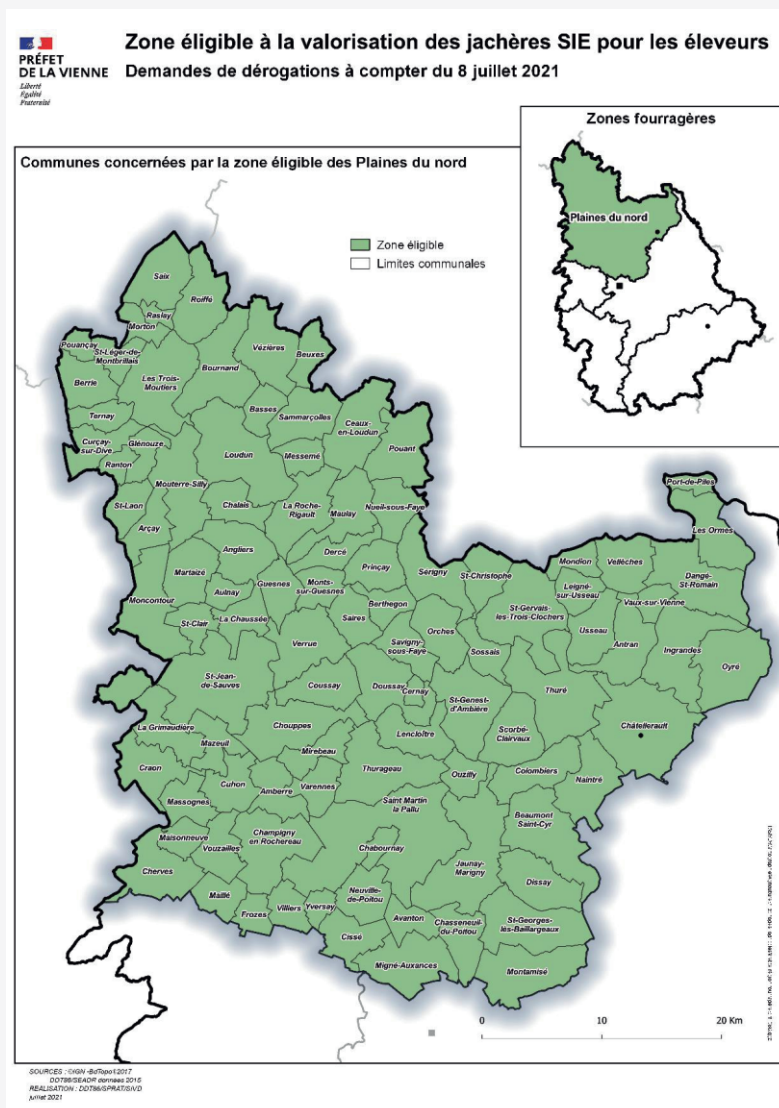 PRÉFET
DE LA VIENNE
Liberté
Égalité
Fraternité
Zone éligible à la valorisation des jachères SIE pour les éleveurs
Demandes de dérogations à compter du 8 juillet 2021
Zones fourragères
Plaines du nord
Communes concernées par la zone éligible des Plaines du nord
Zone éligible
Limites communales
Saix
Roiffé
Raslay
Morton
Pouançay
St-Léger-de-
Montbrillais
Vézières
Beuxes
Berrie
Les Trois-
Moutiers
Bournand
Ternay
Basses
Sammarçolles
Ceaux-
en-Loudun
Curçay-
sur-Dive
Glénouze
Ranton
Loudun
Messemé
Pouant
Mouterre-Silly
St-Laon
Chalais
La Roche-
Rigault
Maulay
Nueil-sous-Faye
Arçay
Angliers
Dercé
Prinçay
Sérigny
St-Christophe
Port-de-Piles
Les Ormes
Mondion
Vellèches
Martaizé
Guesnes
Monts-
sur-Guesnes
Leigné-
sur-Usseau
Dangé-
St-Romain
Moncontour
Aulnay
Berthegon
St-Gervais-
les-Trois-Clochers
Vaux-sur-Vienne
St-Clair
La Chaussée
Saires
Orches
Usseau
Verrue
Savigny-
sous-Faye
Sossais
Antran
Ingrandes
Oyré
St-Jean-
de-Sauves
Coussay
Doussay
Cernay
St-Genest-
d'Ambière
Thuré
La Grimaudière
Chouppes
Lencloître
Scorbé-
Clairvaux
Châtellerault
Mazeuil
Mirebeau
Craon
Thurageau
Ouzilly
Colombiers
Naintré
Cuhon
Amberre
Varennes
Massognes
Saint Martin
la Pallu
Beaumont
Saint-Cyr
Maisonneuve
Vouzailles
Champigny
en Rochereau
Chabournay
Cherves
Jaunay-
Marigny
Dissay
Maillé
Neuville-
de-Poitou
Frozes
Villiers
Yversay
Avanton
Chasseneuil-
du-Poitou
St-Georges-
lès-Baillargeaux
Cissé
Migné-Auxances
Montamisé
0 10 20 Km
SOURCES : ©IGN -BdTopo®2017
DDT86/SEADR données 2015
REALISATION : DDT86/SPRAT/SIVD
juillet 2021